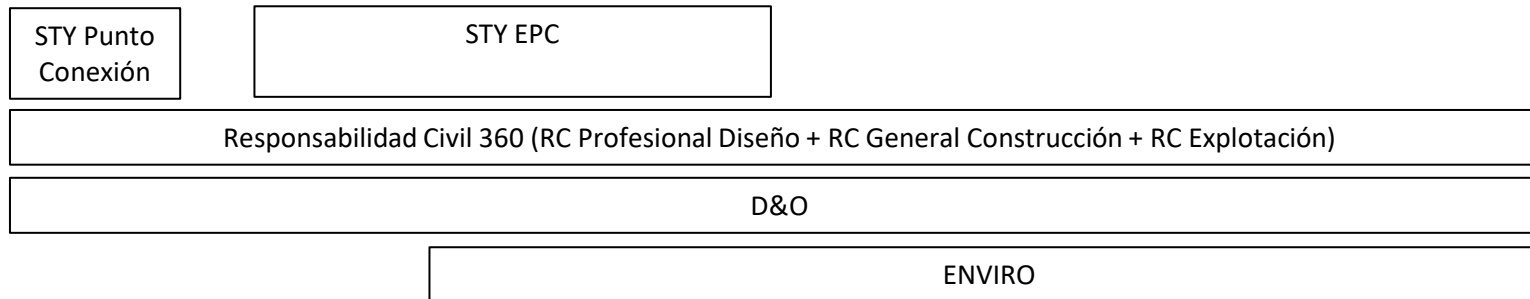 STY Punto
Conexión
STY EPC
Responsabilidad Civil 360 (RC Profesional Diseño + RC General Construcción + RC Explotación)
D&O
ENVIRO